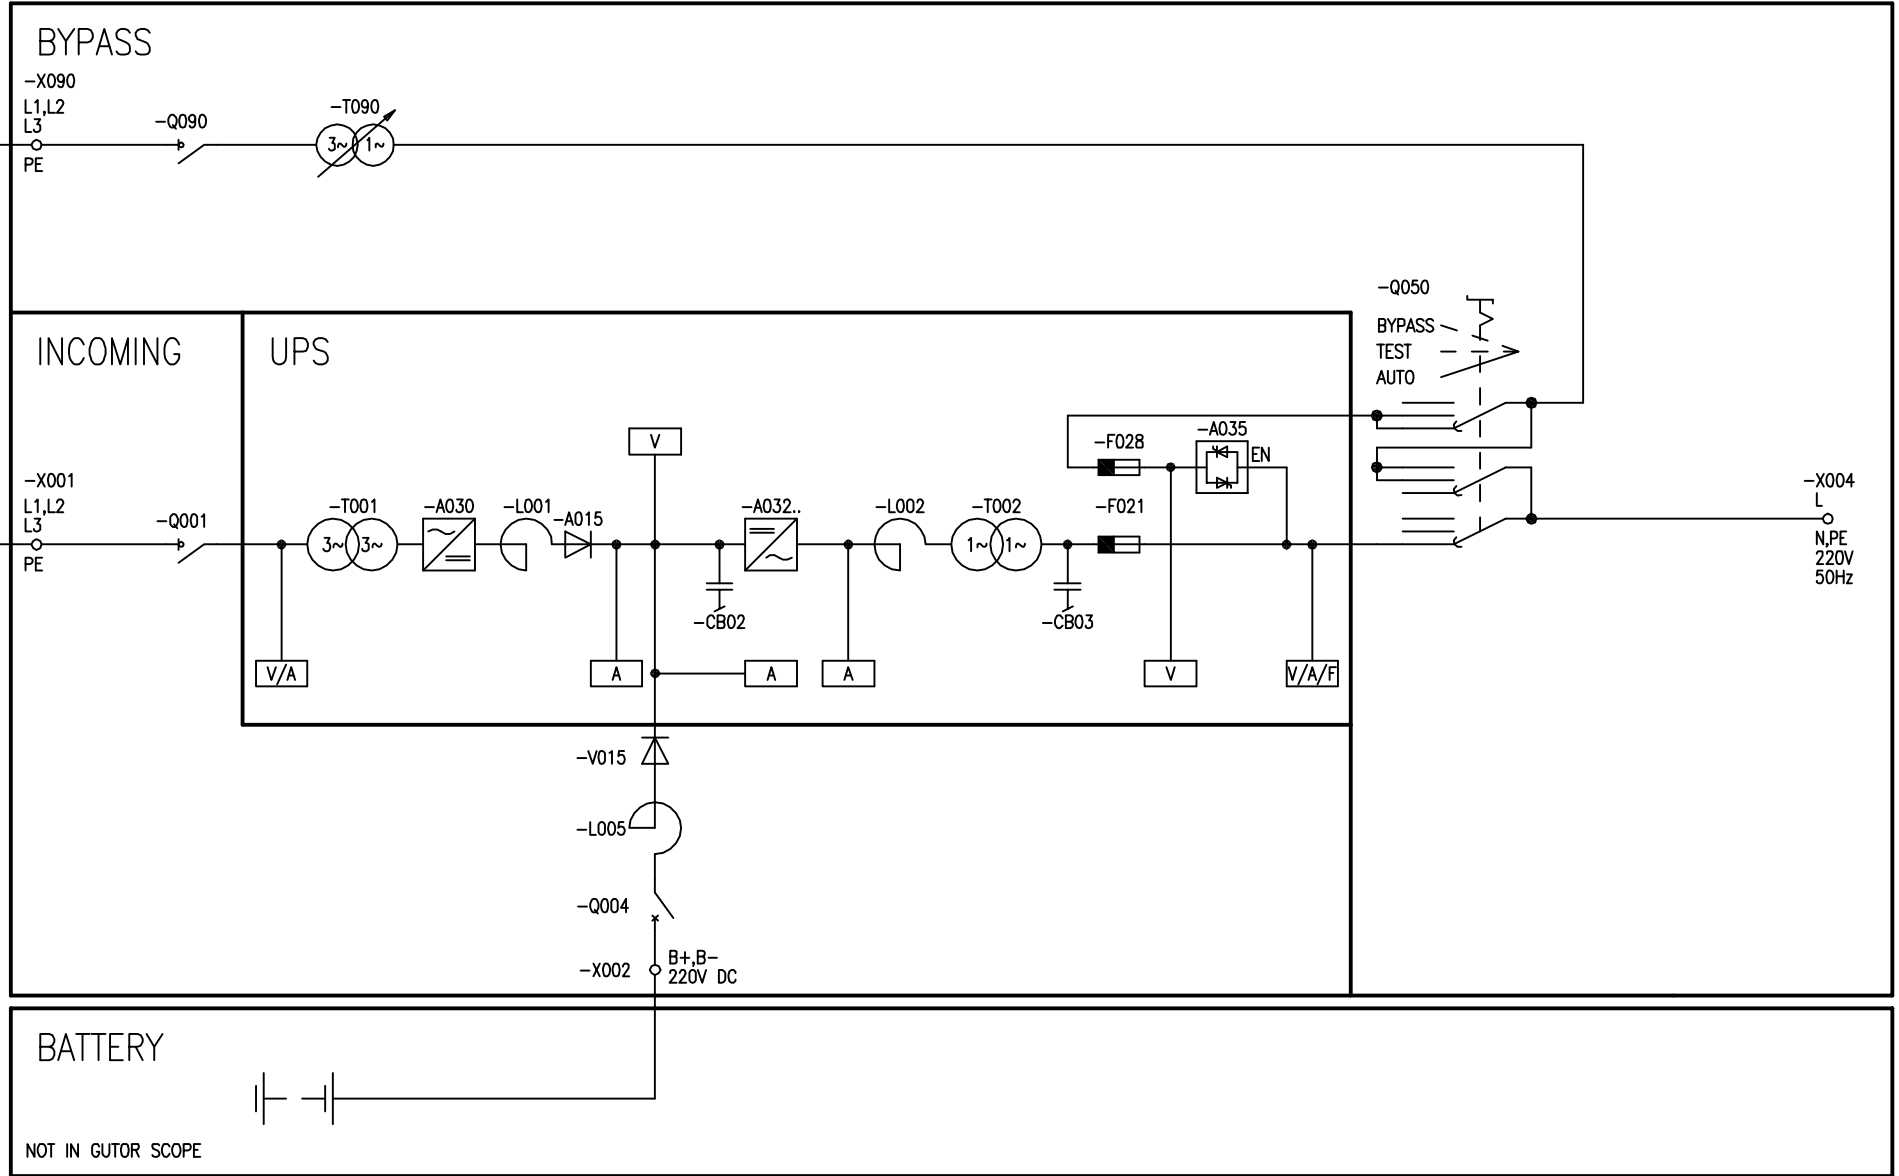 BYPASS
-X090
L1,L2
L3
PE
-Q090
-T090
3~
1~
-Q050
BYPASS
TEST
AUTO
INCOMING
UPS
-X001
L1,L2
L3
PE
-Q001
-T001
3~
3~
-A030
-L001
-A015
V
-A032..
-L002
-T002
1~
1~
-F028
-A035
EN
-F021
-CB02
-CB03
V/A
A
A
A
V
V/A/F
-X004
L
N,PE
220V
50Hz
-V015
-L005
-Q004
-X002
B+,B-
220V DC
BATTERY
NOT IN GUTOR SCOPE